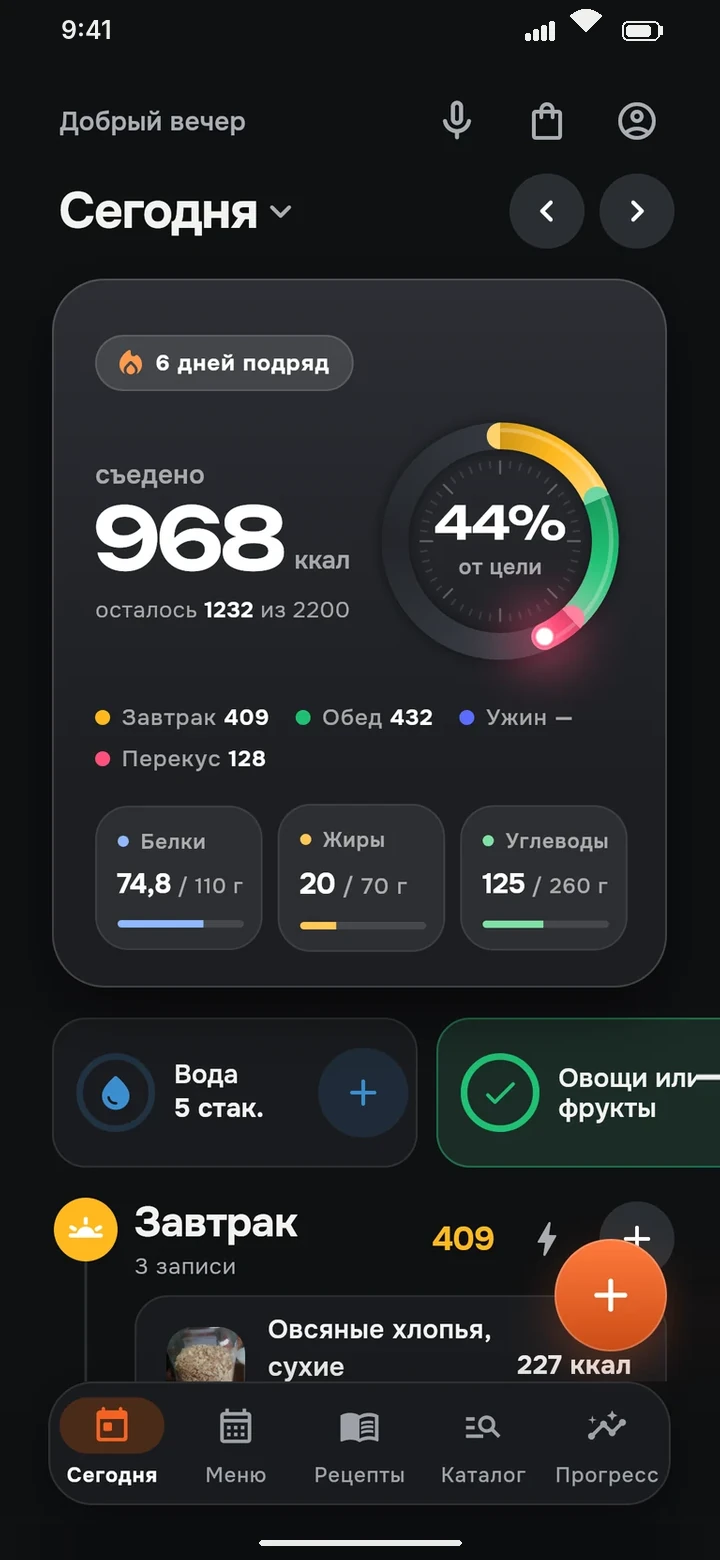 9:41
Добрый вечер
Сегодня
6 дней подряд
съедено
968 ккал
осталось 1232 из 2200
44%
от цели
Завтрак 409 Обед 432 Ужин —
Перекус 128
Белки Жиры Углеводы
74,8 / 110 г 20 / 70 г 125 / 260 г
Вода
5 стак.
Овощи или
фрукты
Завтрак
3 записи
409
Овсяные хлопья,
сухие
227 ккал
Сегодня Меню Рецепты Каталог Прогресс